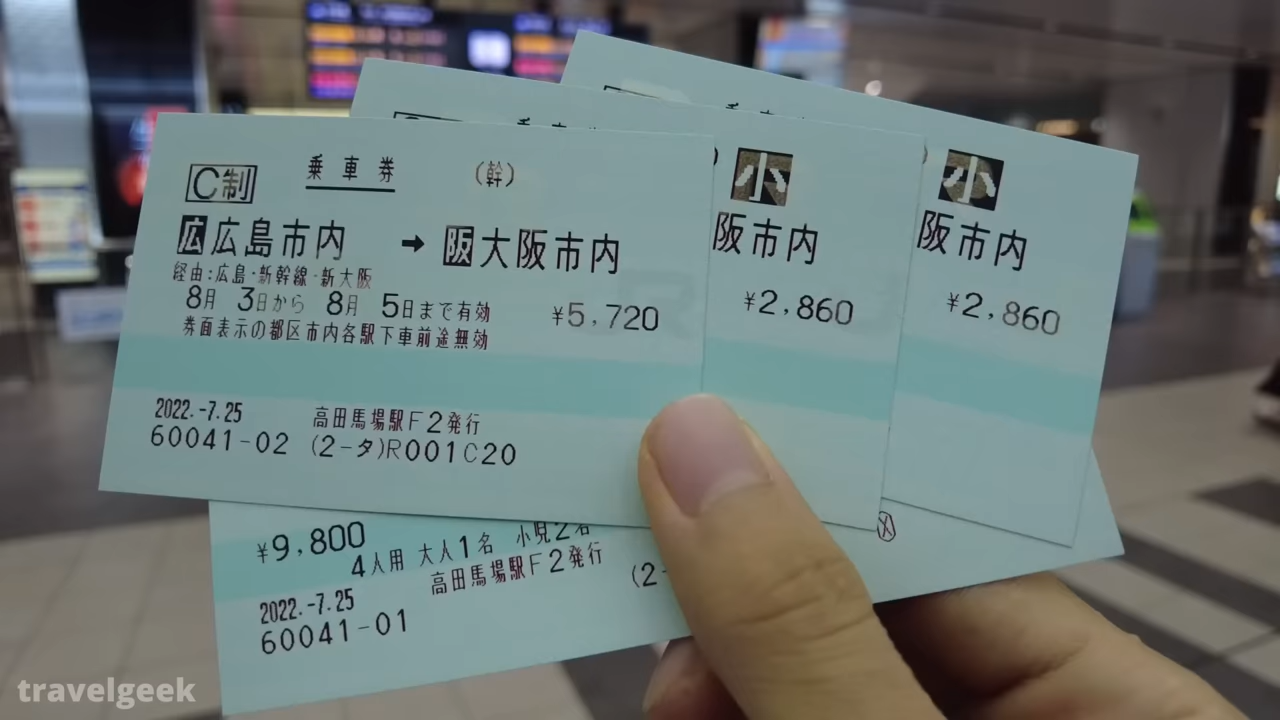 C制 乗車券 (幹)
広 広島市内 → 阪 大阪市内
経由:広島・新幹線・新大阪
8月 3日から 8月 5日まで有効
¥5,720
券面表示の都区市内各駅下車前途無効
2022.-7.25 高田馬場駅F2発行
60041-02 (2-タ)R001C20
乗車
小
阪市内
¥2,860
乗車
小
阪市内
¥2,860
¥9,800
4人用 大人1名 小児2名
2022.-7.25 高田馬場駅F2発行
60041-01 (2-
travelgeek